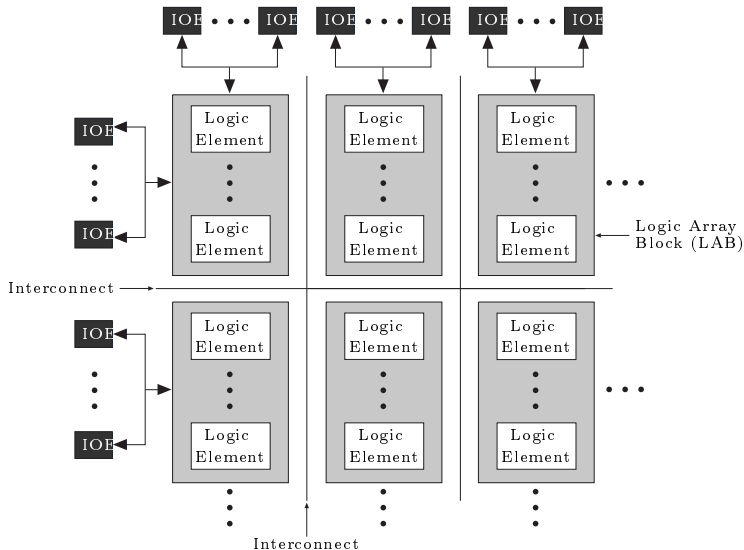 IOE IOE IOE IOE IOE IOE
Logic Logic Logic
Element Element Element
IOE
Logic Logic Logic
Element Element Element
IOE
Logic Array
Block (LAB)
Interconnect
Logic Logic Logic
Element Element Element
IOE
Logic Logic Logic
Element Element Element
IOE
Interconnect